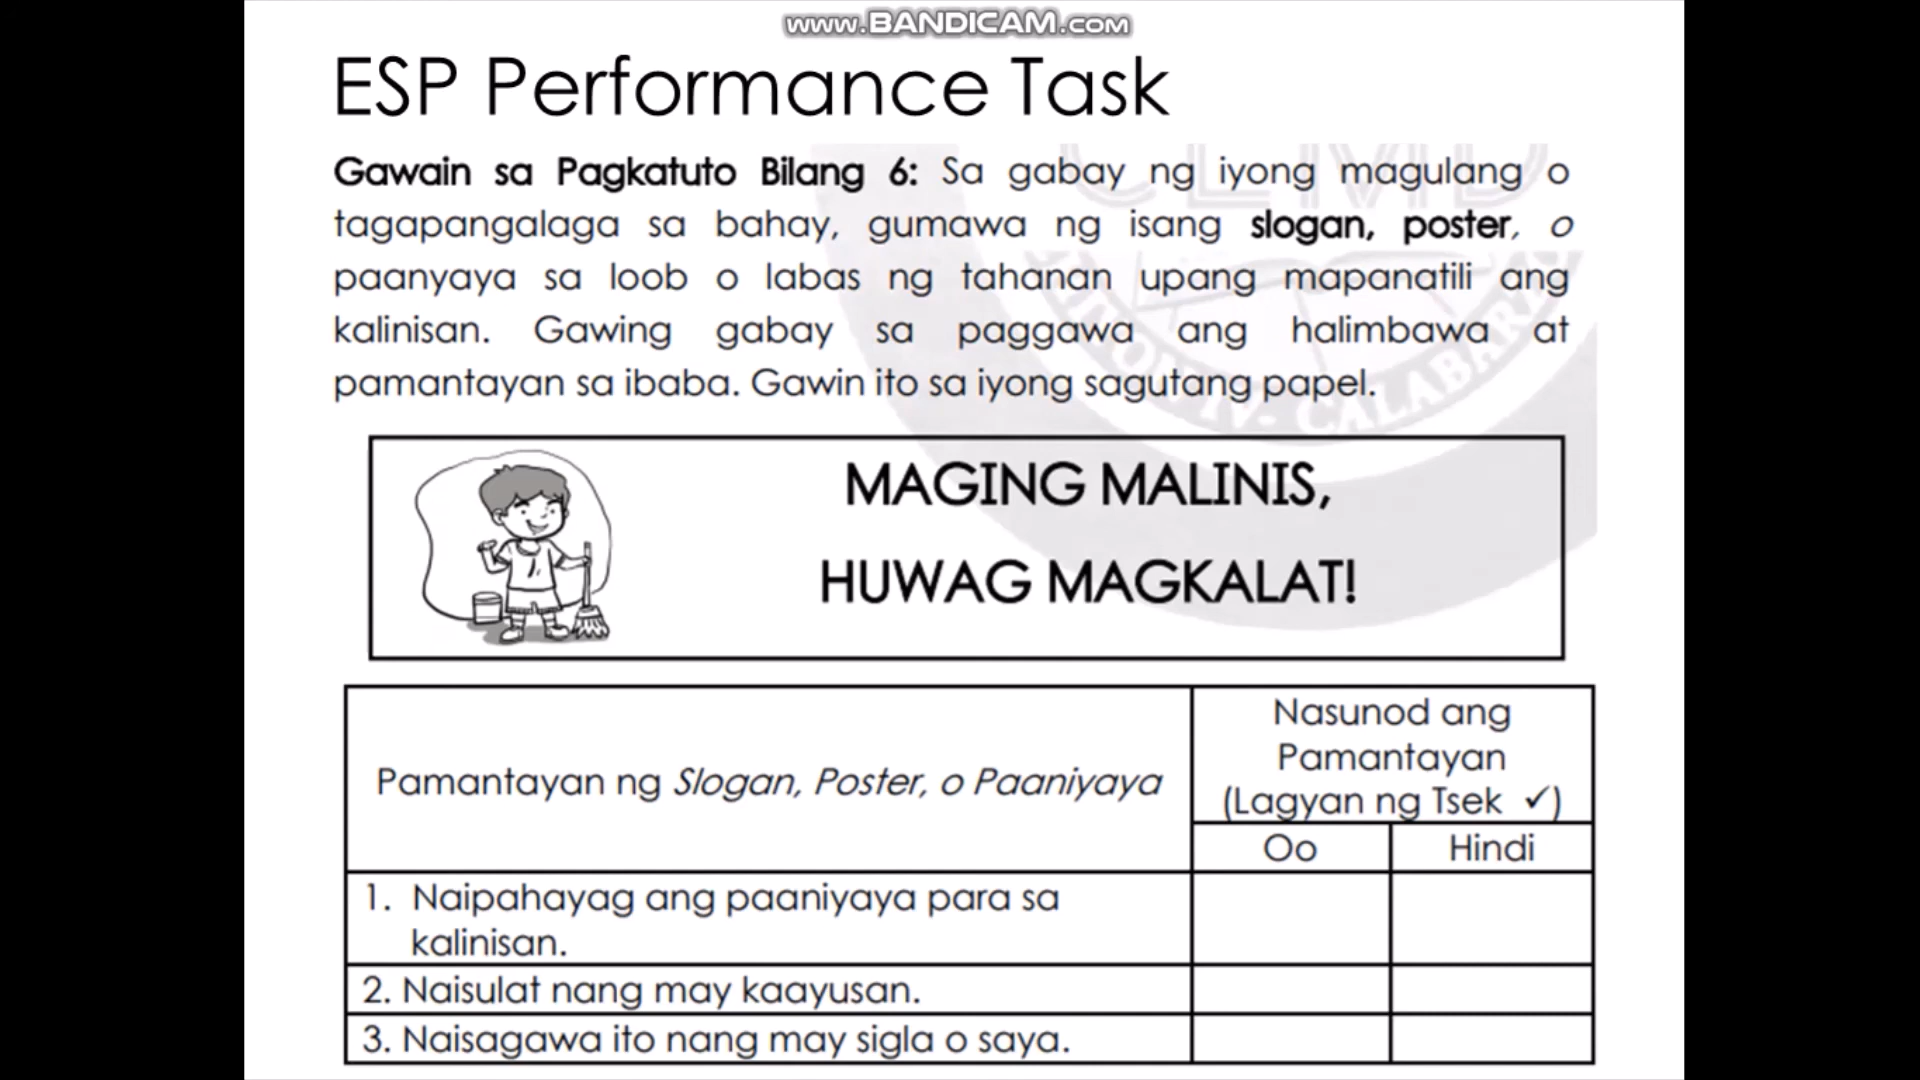 www.BANDICAM.com
ESP Performance Task
Gawain sa Pagkatuto Bilang 6: Sa gabay ng iyong magulang o
tagapangalaga sa bahay, gumawa ng isang slogan, poster, o
paanyaya sa loob o labas ng tahanan upang mapanatili ang
kalinisan. Gawing gabay sa paggawa ang halimbawa at
pamantayan sa ibaba. Gawin ito sa iyong sagutang papel.
MAGING MALINIS,
HUWAG MAGKALAT!
Nasunod ang
Pamantayan
(Lagyan ng Tsek ✓)
Pamantayan ng Slogan, Poster, o Paaniyaya
Oo Hindi
1. Naipahayag ang paaniyaya para sa
kalinisan.
2. Naisulat nang may kaayusan.
3. Naisagawa ito nang may sigla o saya.